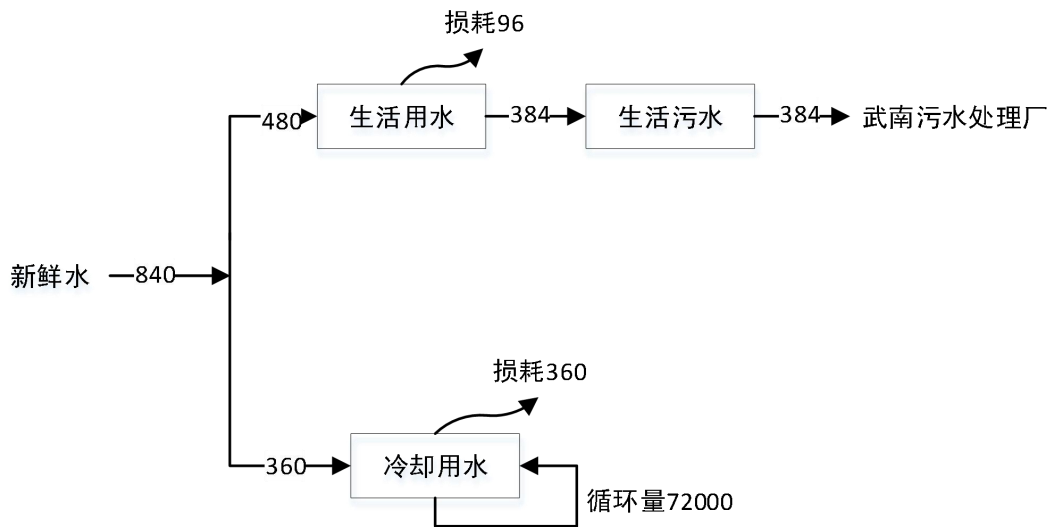 损耗96
480
生活用水
384
生活污水
384
武南污水处理厂
新鲜水
840
损耗360
360
冷却用水
循环量72000